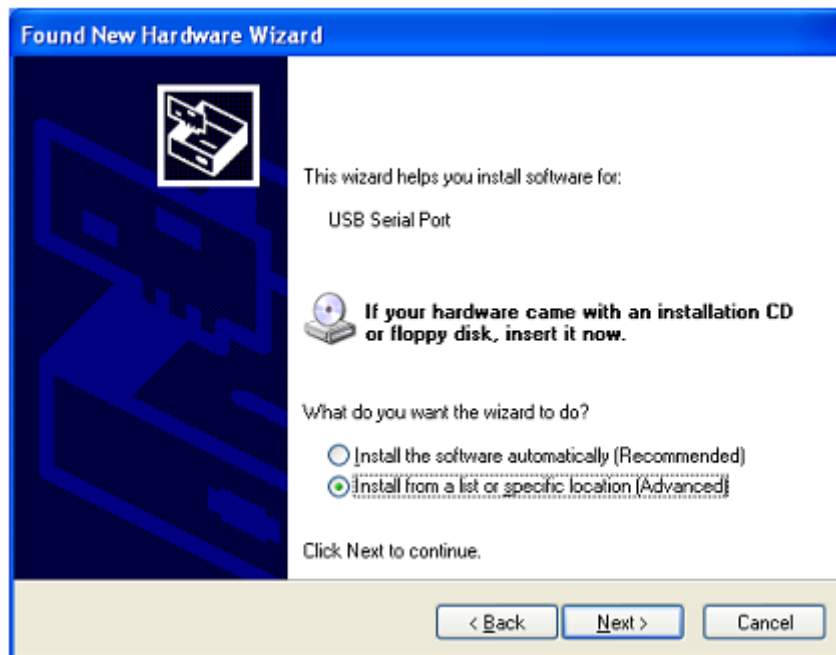 Found New Hardware Wizard
This wizard helps you install software for:
USB Serial Port
If your hardware came with an installation CD
or floppy disk, insert it now.
What do you want the wizard to do?
Install the software automatically (Recommended)
Install from a list or specific location (Advanced)
Click Next to continue.
< Back
Next >
Cancel